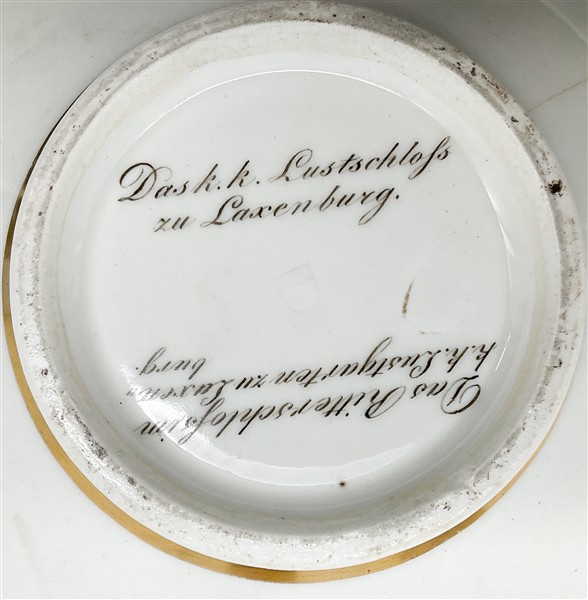 Das k. k. Lustschloſs
zu Laxenburg.
Das Ritterschloſs im
k. k. Lustgarten zu Laxen„
burg.